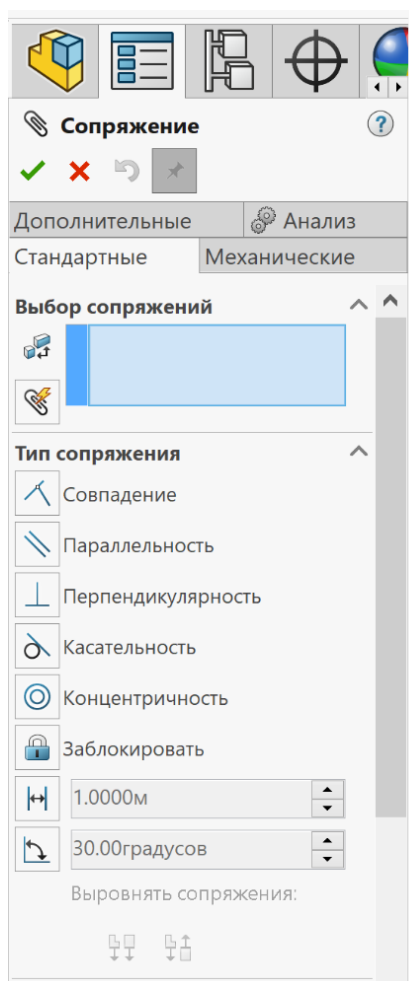 Сопряжение
?
Дополнительные Анализ
Стандартные Механические
Выбор сопряжений
Тип сопряжения
Совпадение
Параллельность
Перпендикулярность
Касательность
Концентричность
Заблокировать
1.0000м
30.00градусов
Выровнять сопряжения: